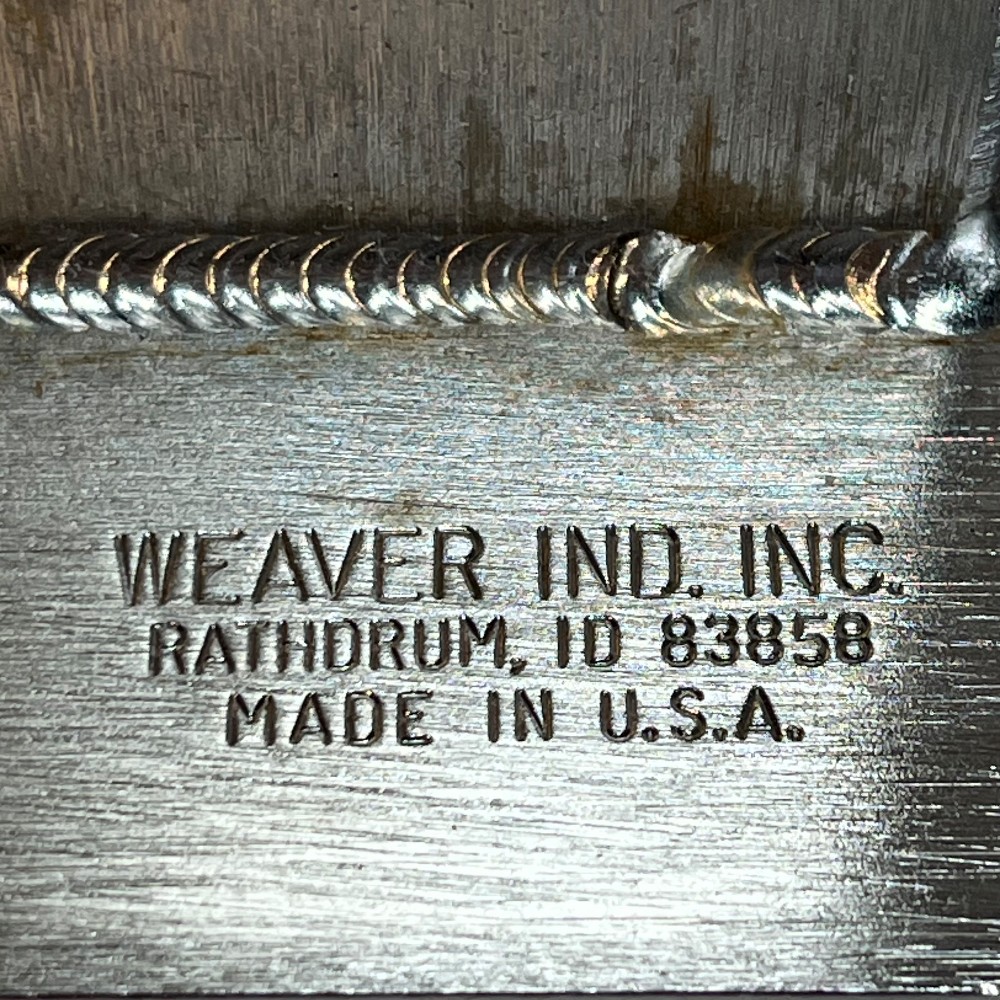 WEAVER IND. INC.
RATHDRUM, ID 83858
MADE IN U.S.A.